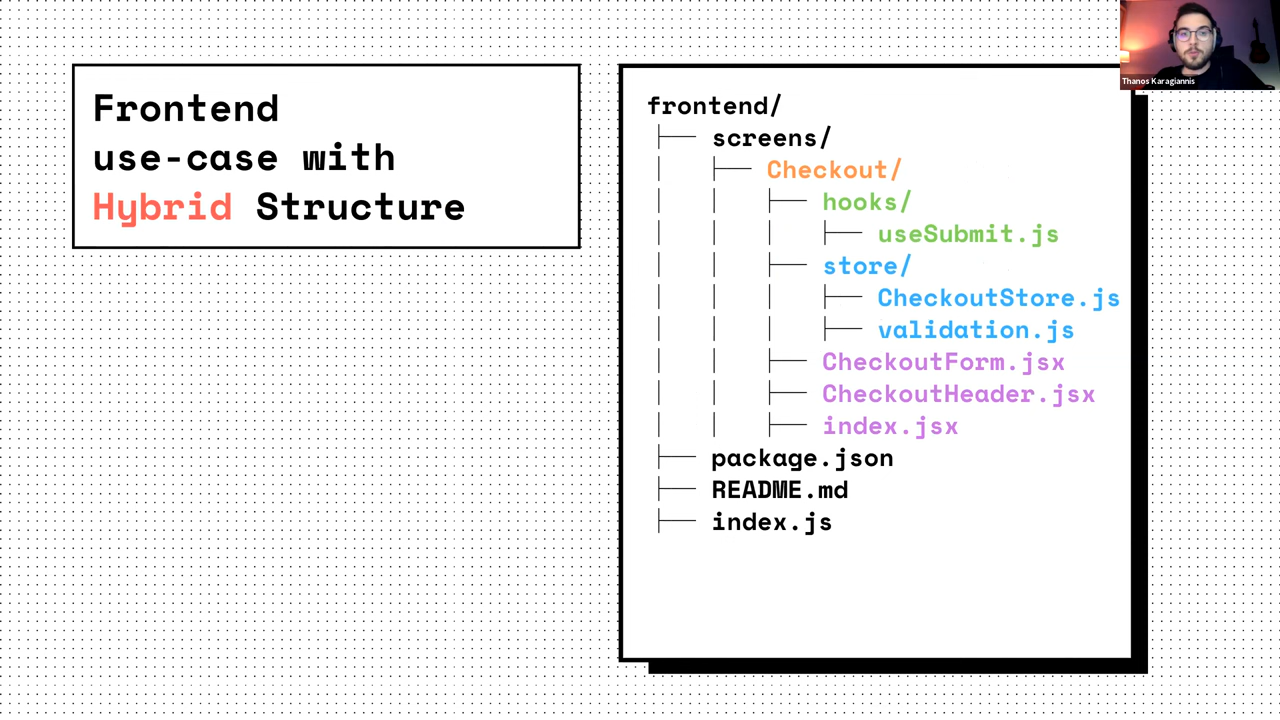 Frontend
use-case with
Hybrid Structure
Thanos Karagiannis
frontend/
screens/
Checkout/
hooks/
useSubmit.js
store/
CheckoutStore.js
validation.js
CheckoutForm.jsx
CheckoutHeader.jsx
index.jsx
package.json
README.md
index.js